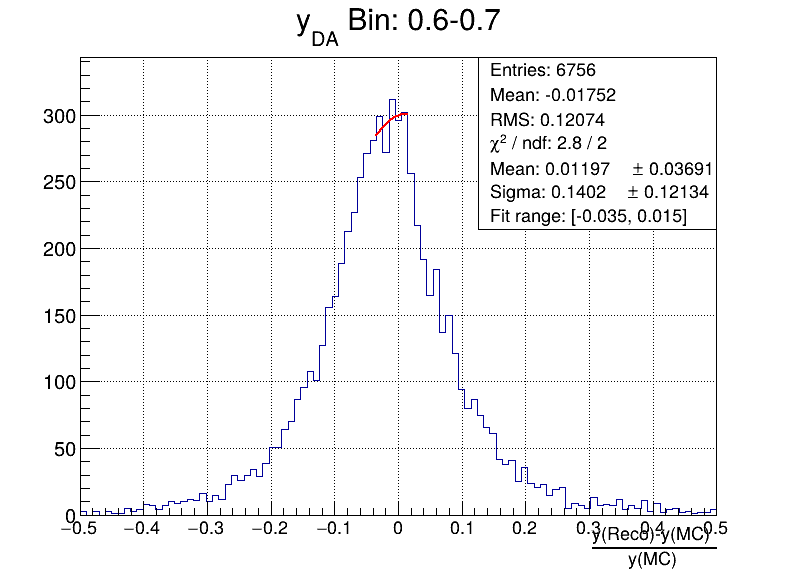 y_DA Bin: 0.6-0.7
Entries: 6756
Mean: -0.01752
RMS: 0.12074
χ² / ndf: 2.8 / 2
Mean: 0.01197 ± 0.03691
Sigma: 0.1402 ± 0.12134
Fit range: [-0.035, 0.015]
300
250
200
150
100
50
0
−0.5 −0.4 −0.3 −0.2 −0.1 0 0.1 0.2 0.3 0.4 0.5
y(Reco)-y(MC)
y(MC)